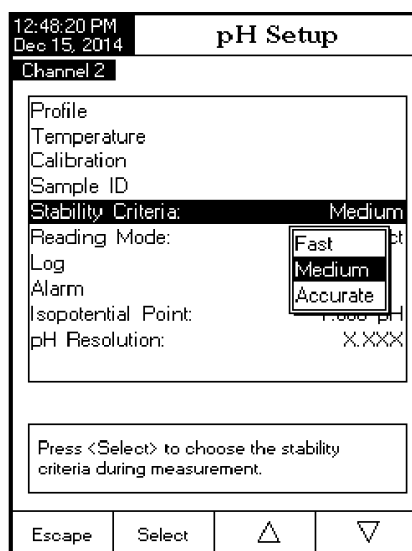 12:48:20 PM
Dec 15, 2014
pH Setup
Channel 2
Profile
Temperature
Calibration
Sample ID
Stability Criteria: Medium
Reading Mode:
Fast
Medium
Accurate
Log
Alarm
Isopotential Point: pH
pH Resolution: X.XXX
Press <Select> to choose the stability
criteria during measurement.
Escape Select △ ▽